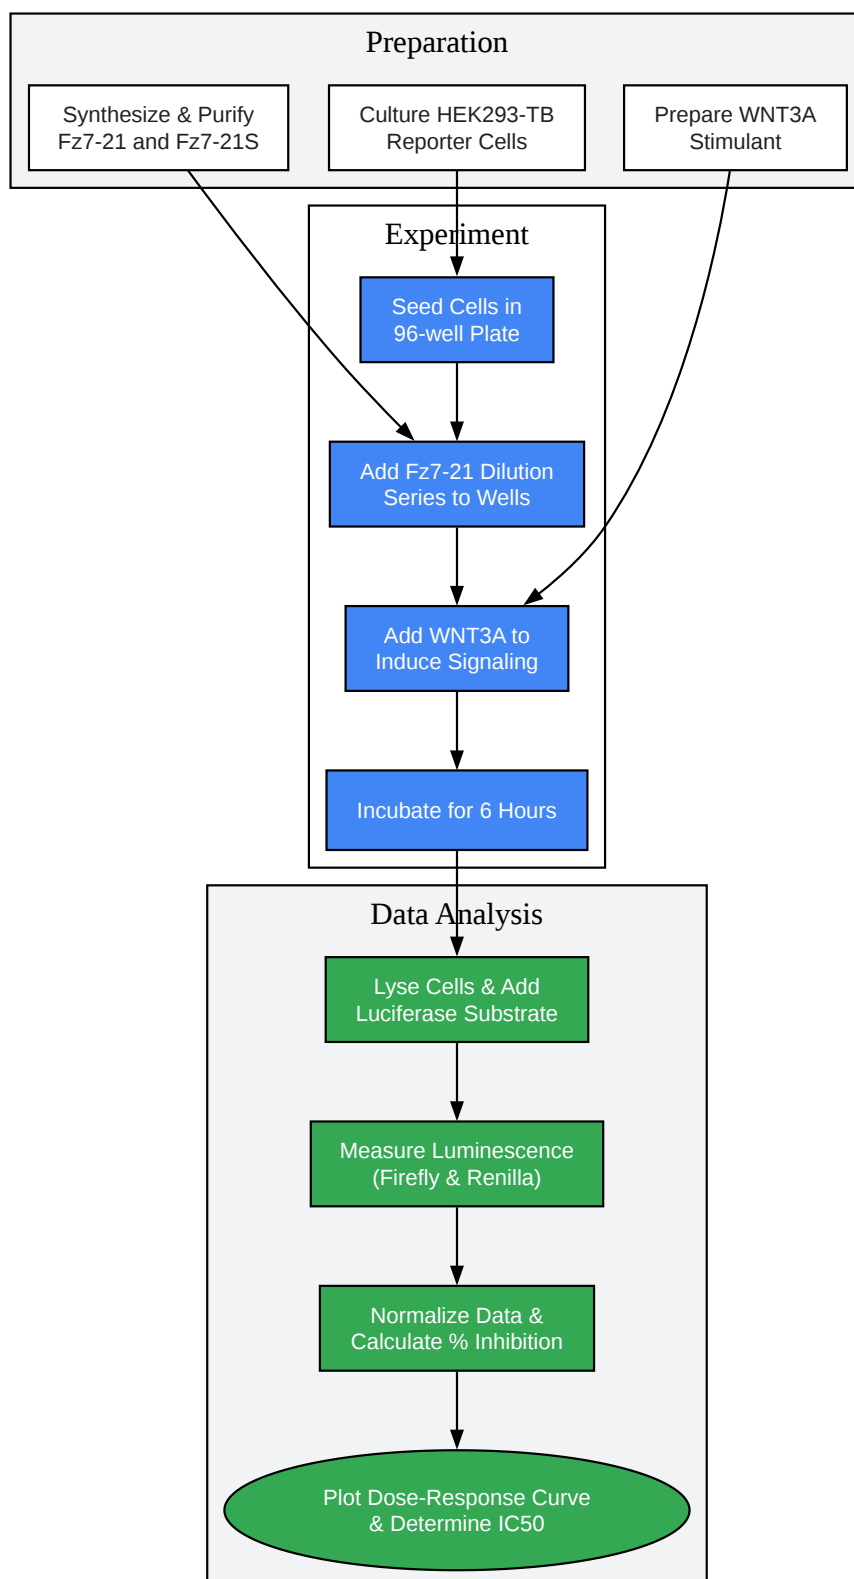 Preparation
Synthesize & Purify
Fz7-21 and Fz7-21S
Culture HEK293-TB
Reporter Cells
Prepare WNT3A
Stimulant
Experiment
Seed Cells in
96-well Plate
Add Fz7-21 Dilution
Series to Wells
Add WNT3A to
Induce Signaling
Incubate for 6 Hours
Data Analysis
Lyse Cells & Add
Luciferase Substrate
Measure Luminescence
(Firefly & Renilla)
Normalize Data &
Calculate % Inhibition
Plot Dose-Response Curve
& Determine IC50